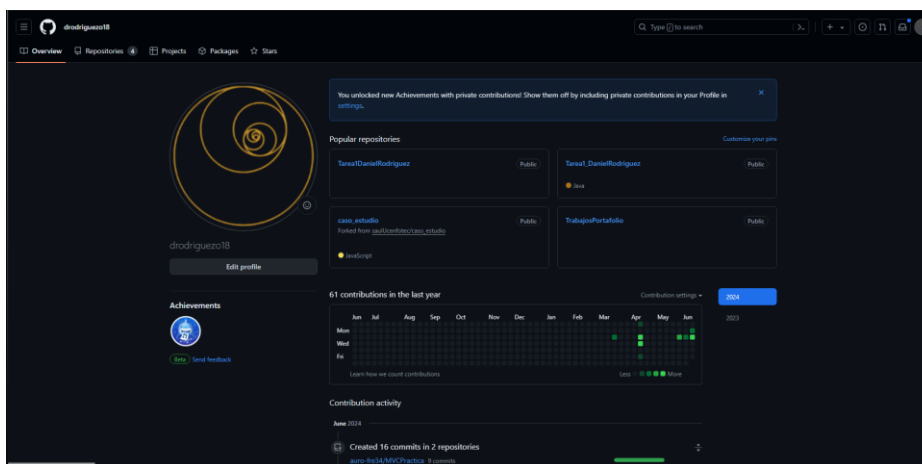 drodriguezo18
Type / to search
Overview
Repositories 4
Projects
Packages
Stars
You unlocked new Achievements with private contributions! Show them off by including private contributions in your Profile in
settings.
Popular repositories
Customize your pins
Tarea1DanielRodriguez
Public
Tarea1_DanielRodriguez
Public
Java
caso_estudio
Public
Forked from saulUcenfotec/caso_estudio
JavaScript
TrabajosPortafolio
Public
drodriguezo18
Edit profile
Achievements
Beta Send feedback
61 contributions in the last year
Contribution settings
2024
2023
Jun Jul Aug Sep Oct Nov Dec Jan Feb Mar Apr May Jun
Mon
Wed
Fri
Learn how we count contributions
Less
More
Contribution activity
June 2024
Created 16 commits in 2 repositories
auro-fre34/MVCPractica 9 commits